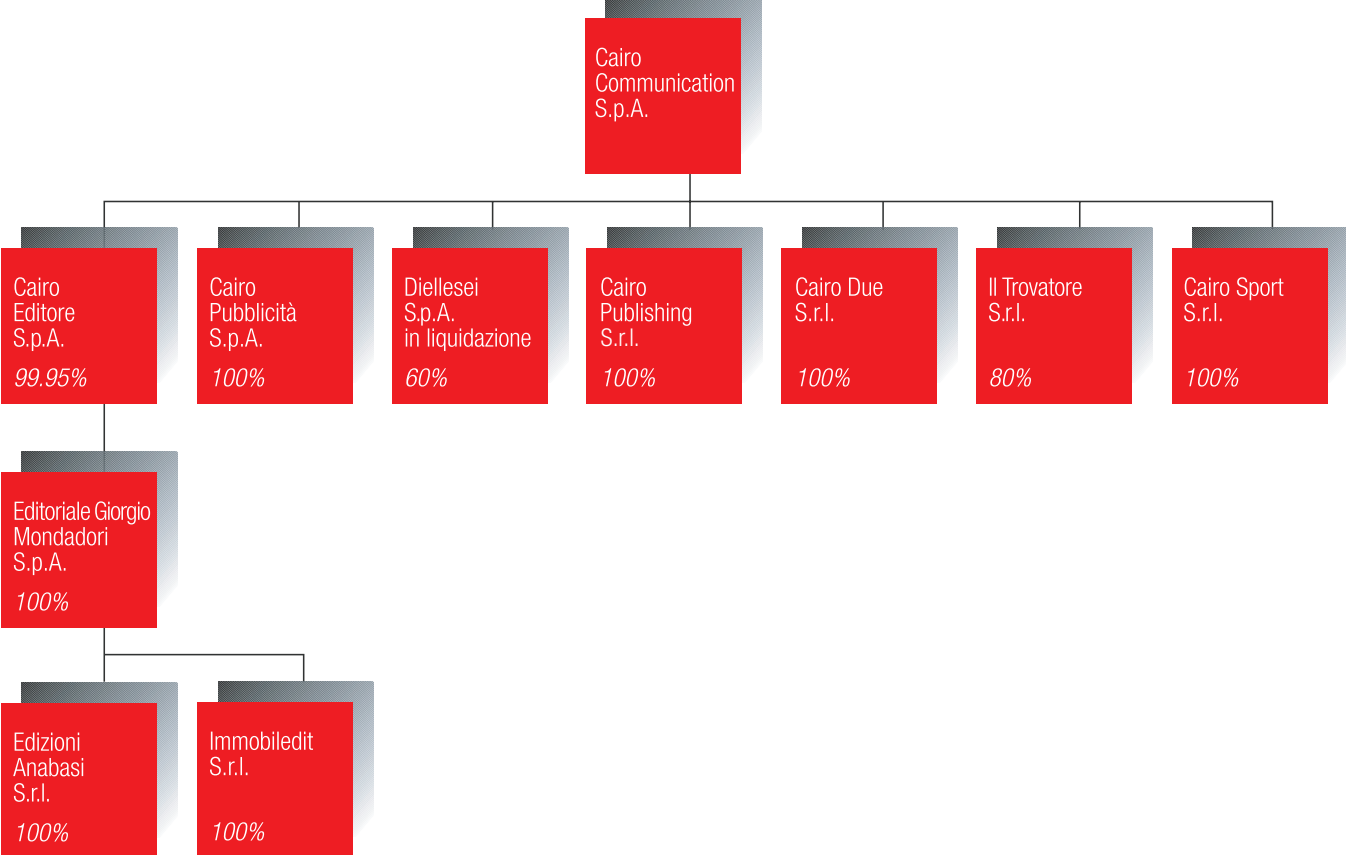 Cairo
Communication
S.p.A.
Cairo
Editore
S.p.A.
99.95%
Cairo
Pubblicità
S.p.A.
100%
Diellesei
S.p.A.
in liquidazione
60%
Cairo
Publishing
S.r.l.
100%
Cairo Due
S.r.l.
100%
Il Trovatore
S.r.l.
80%
Cairo Sport
S.r.l.
100%
Editoriale Giorgio
Mondadori
S.p.A.
100%
Edizioni
Anabasi
S.r.l.
100%
Immobiledit
S.r.l.
100%